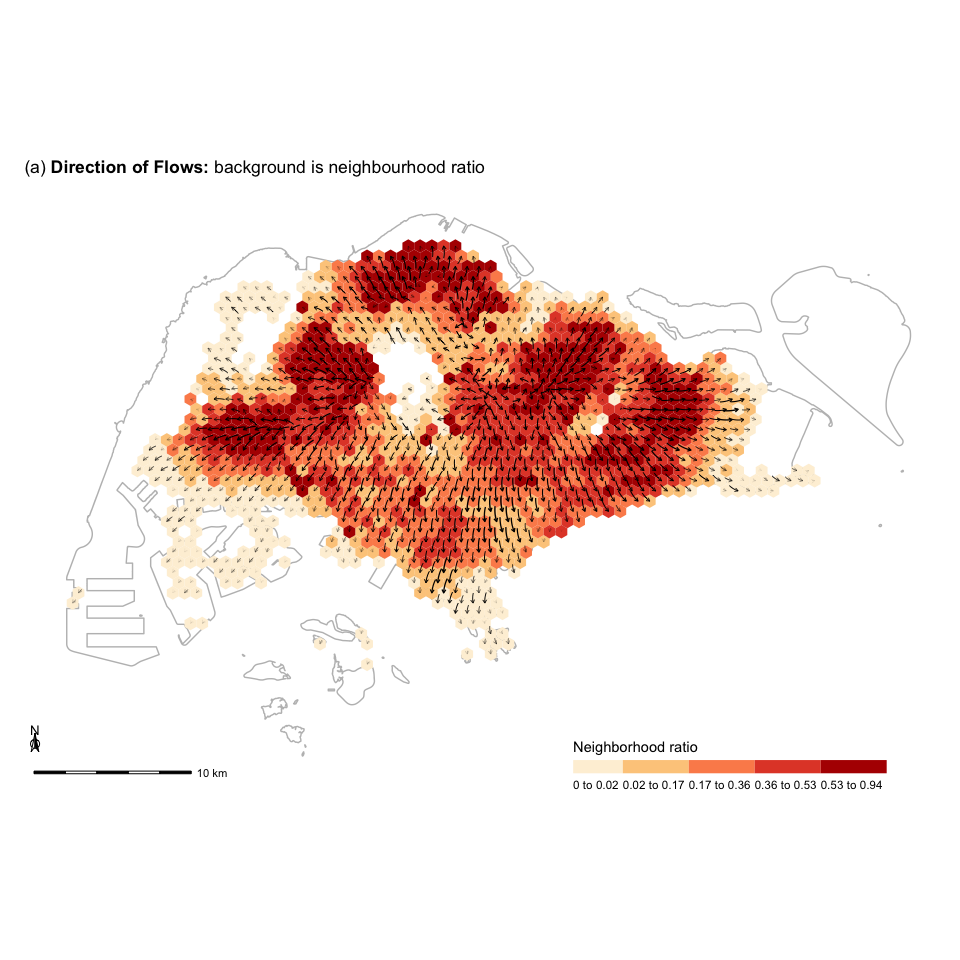 (a) Direction of Flows: background is neighbourhood ratio
N
10 km
Neighborhood ratio
0 to 0.02 0.02 to 0.17 0.17 to 0.36 0.36 to 0.53 0.53 to 0.94